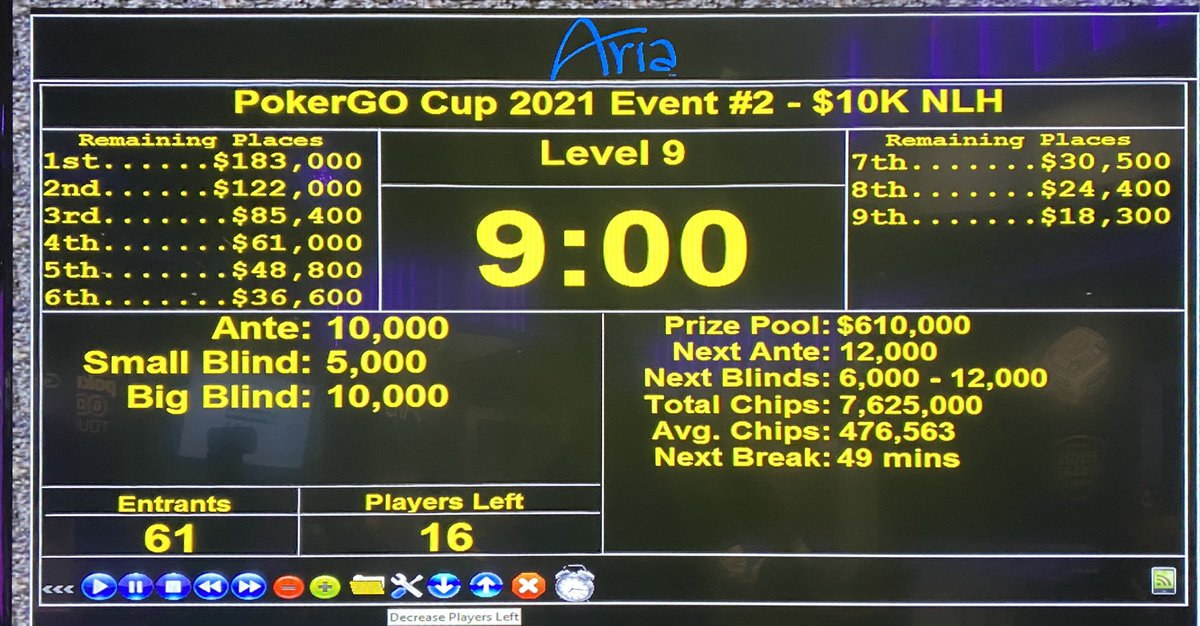 Aria
PokerGO Cup 2021 Event #2 - $10K NLH
Remaining Places
1st......$183,000
2nd......$122,000
3rd.......$85,400
4th.......$61,000
5th.......$48,800
6th.......$36,600
Level 9
9:00
Remaining Places
7th.......$30,500
8th.......$24,400
9th.......$18,300
Ante: 10,000
Small Blind: 5,000
Big Blind: 10,000
Prize Pool: $610,000
Next Ante: 12,000
Next Blinds: 6,000 - 12,000
Total Chips: 7,625,000
Avg. Chips: 476,563
Next Break: 49 mins
Entrants
61
Players Left
16
<<<
Decrease Players Left